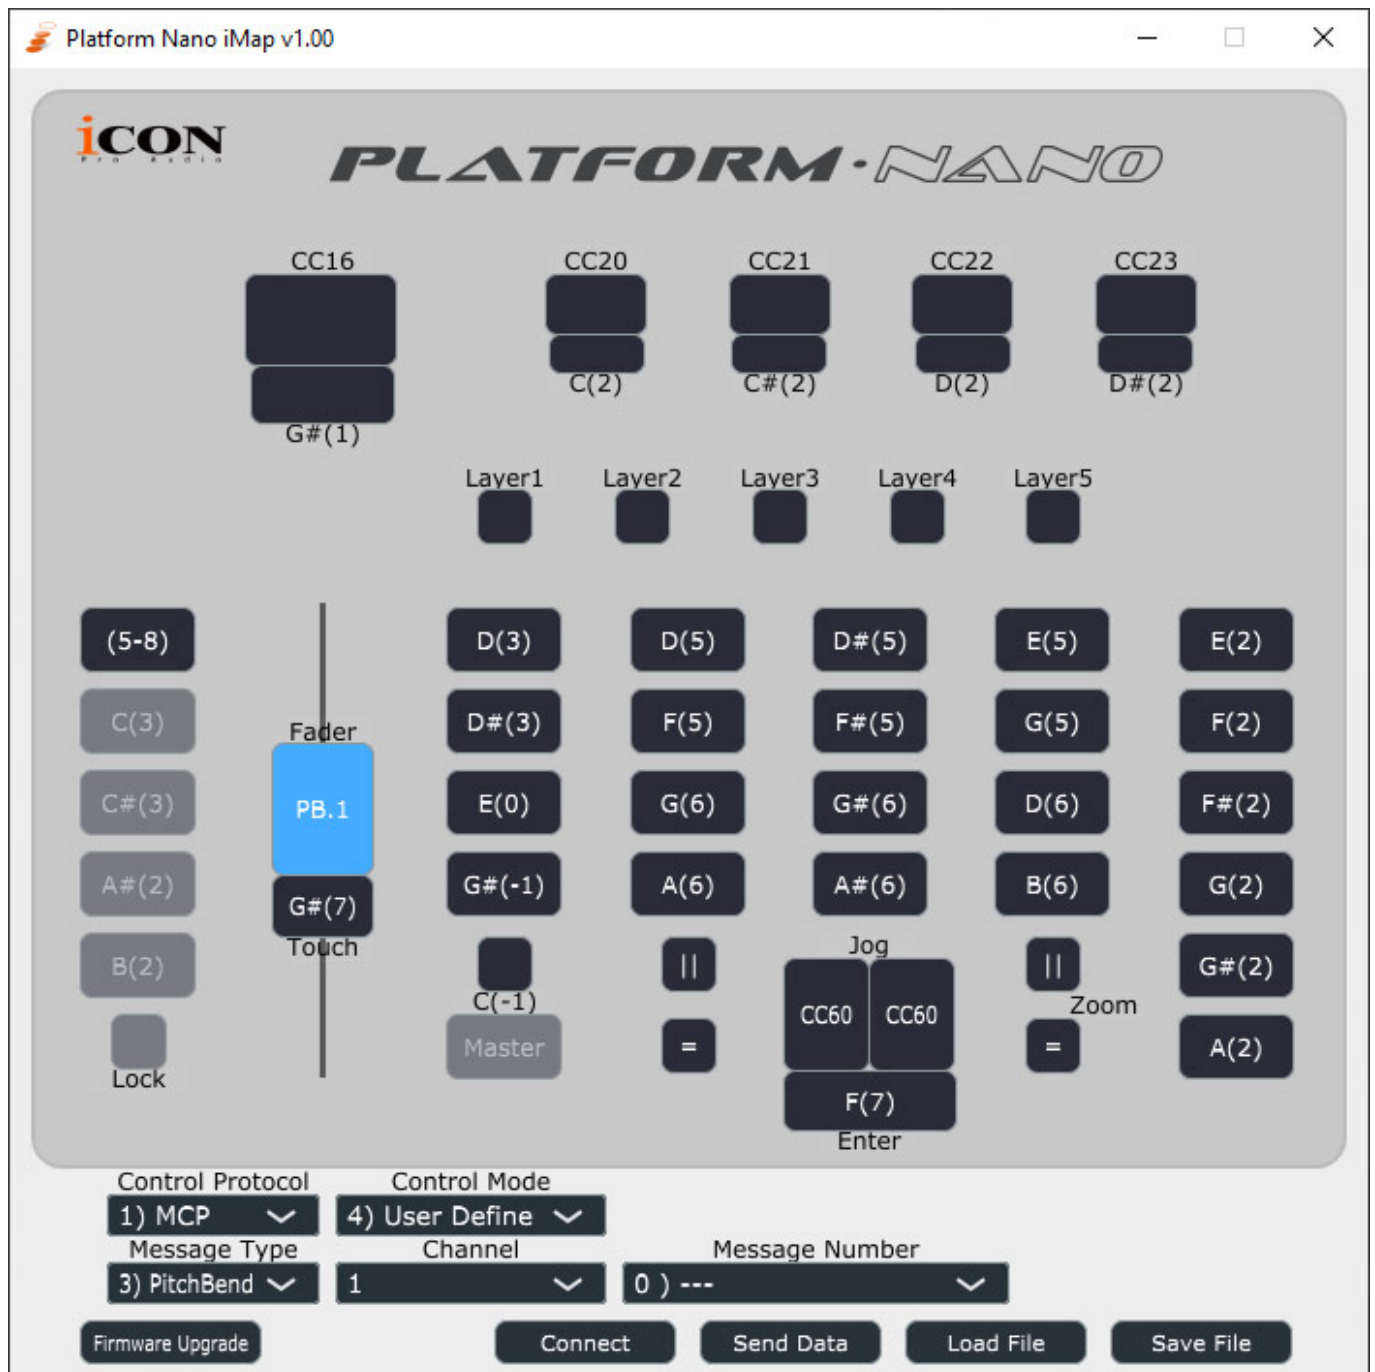 Platform Nano iMap v1.00
iCON
Pro Audio
PLATFORM·NANO
CC16 CC20 CC21 CC22 CC23
C(2) C#(2) D(2) D#(2)
G#(1)
Layer1 Layer2 Layer3 Layer4 Layer5
(5-8) D(3) D(5) D#(5) E(5) E(2)
C(3) Fader D#(3) F(5) F#(5) G(5) F(2)
C#(3) PB.1 E(0) G(6) G#(6) D(6) F#(2)
A#(2) G#(7) G#(-1) A(6) A#(6) B(6) G(2)
B(2) Touch || Jog || G#(2)
C(-1) CC60 CC60 Zoom
Lock Master = = A(2)
F(7)
Enter
Control Protocol Control Mode
1) MCP 4) User Define
Message Type Channel Message Number
3) PitchBend 1 0 ) ---
Firmware Upgrade Connect Send Data Load File Save File